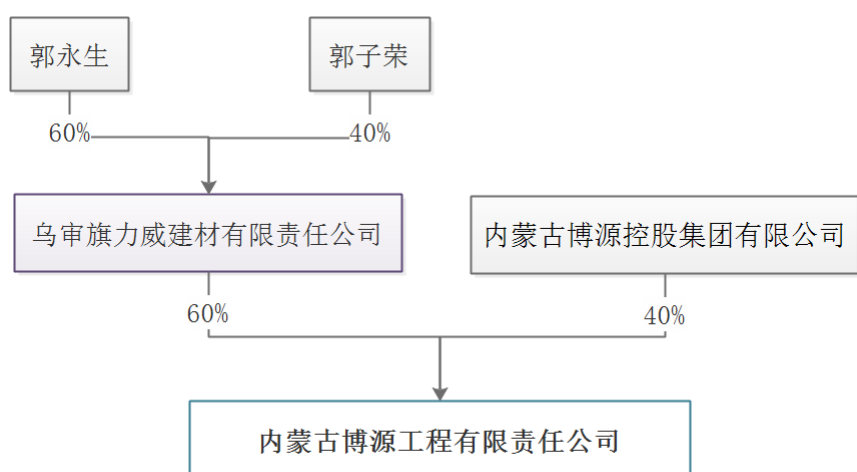 郭永生
郭子荣
60%
40%
乌审旗力威建材有限责任公司
内蒙古博源控股集团有限公司
60%
40%
内蒙古博源工程有限责任公司